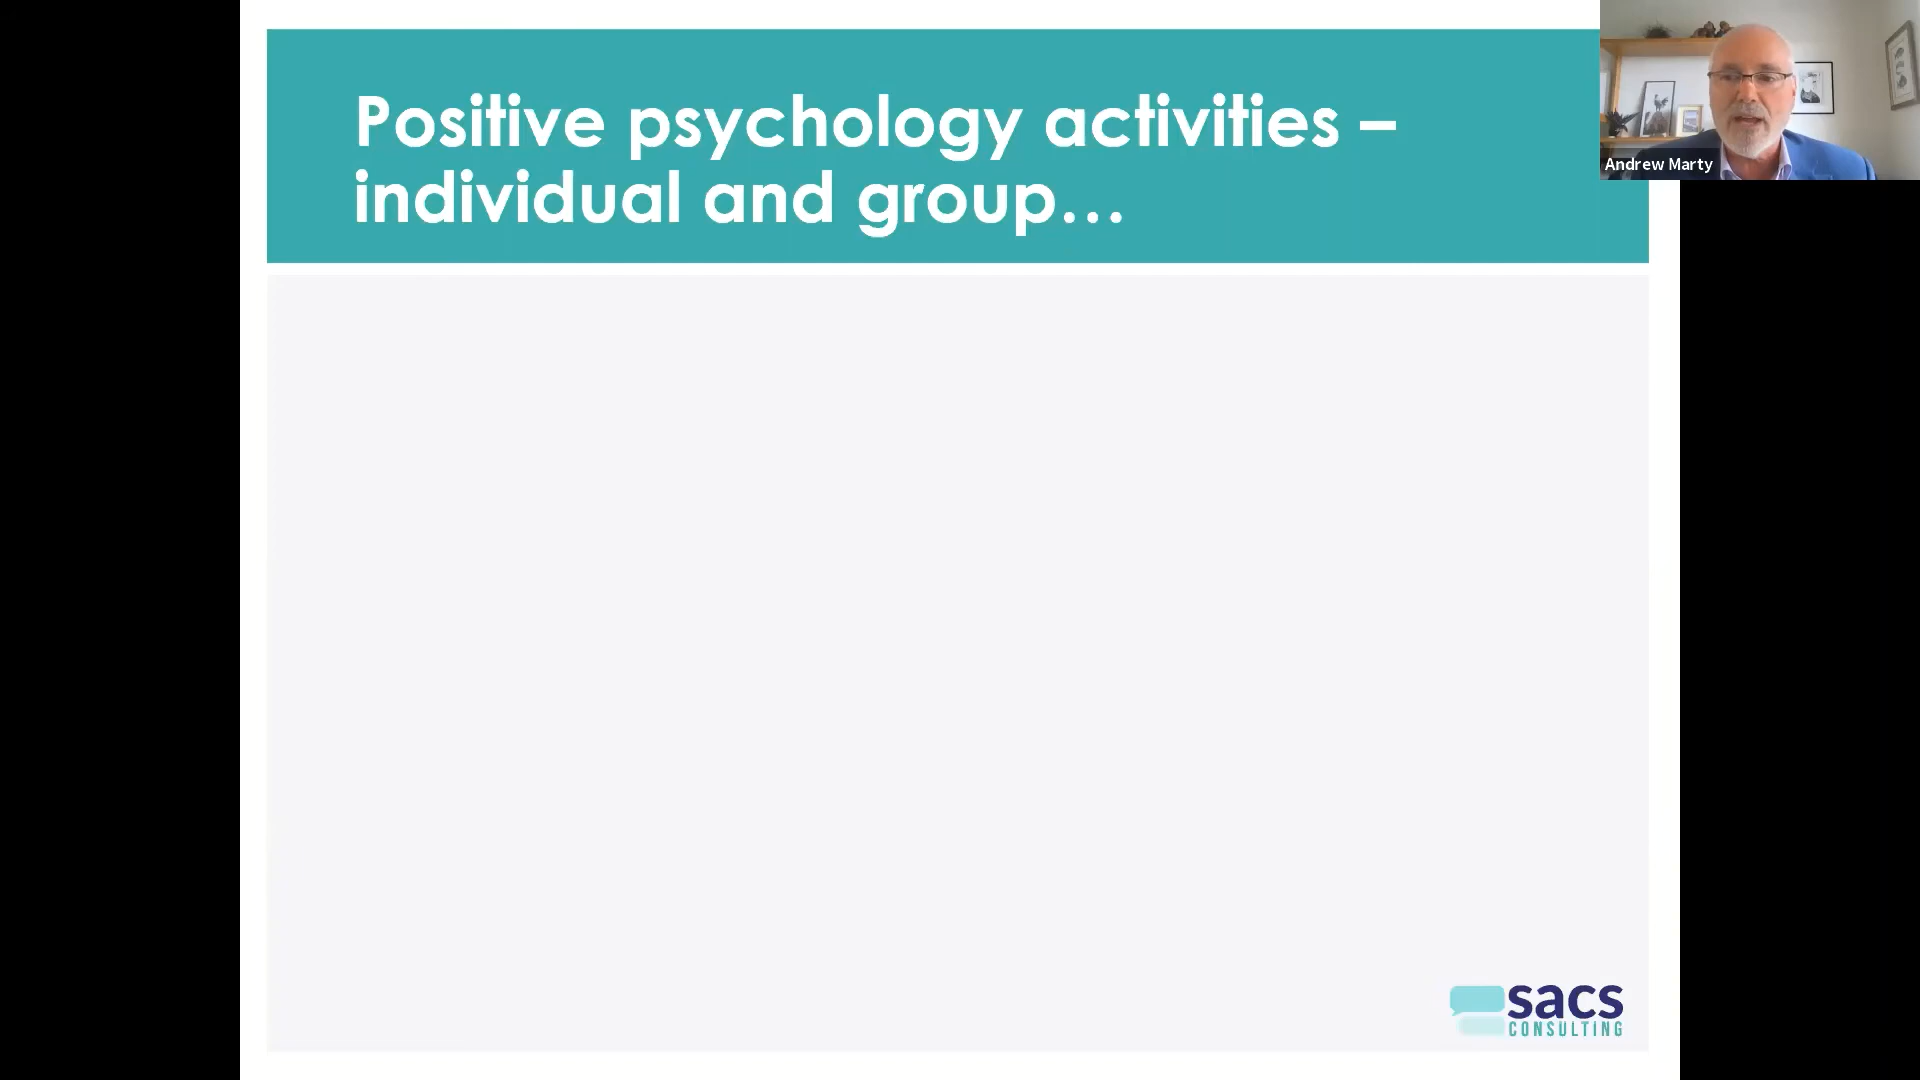 Positive psychology activities –
individual and group…
Andrew Marty
sacs
CONSULTING